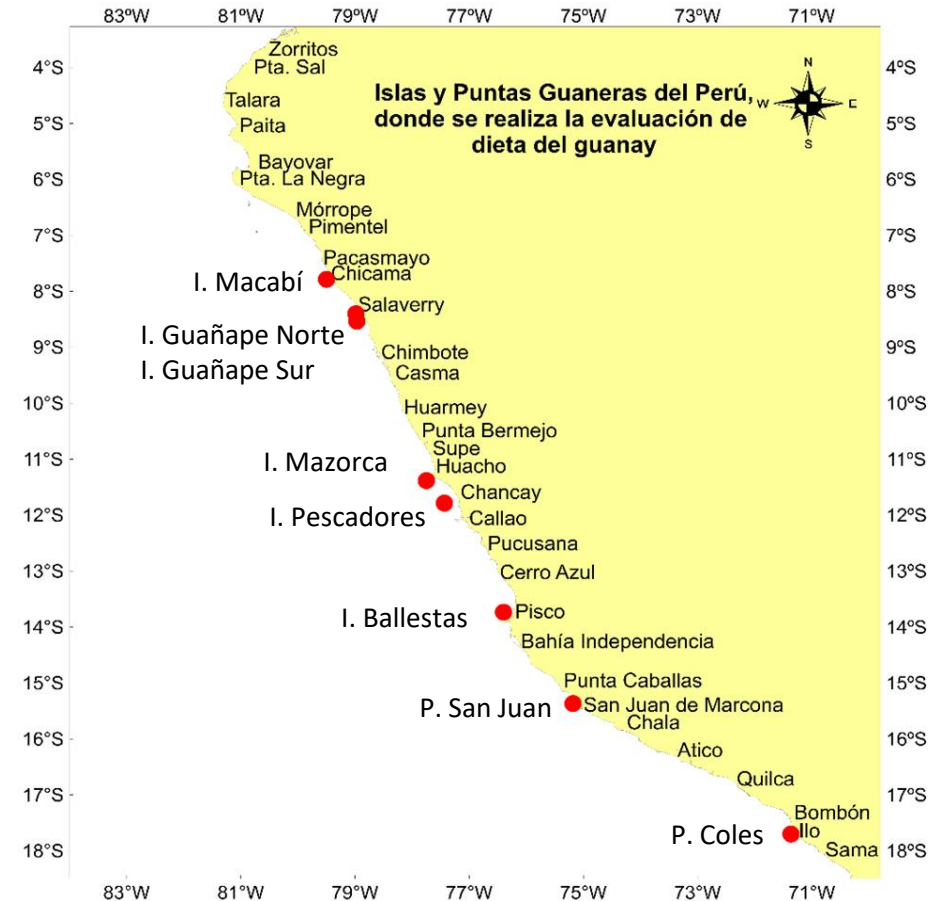 83ºW 81ºW 79ºW 77ºW 75ºW 73ºW 71ºW
Zorritos
4ºS Pta. Sal 4ºS
Islas y Puntas Guaneras del Perú,
donde se realiza la evaluación de
dieta del guanay
N
W E
S
Talara
5ºS Paita 5ºS
Bayovar
6ºS Pta. La Negra 6ºS
Mórrope
7ºS Pimentel 7ºS
Pacasmayo
I. Macabí Chicama
8ºS 8ºS
Salaverry
I. Guañape Norte
9ºS Chimbote 9ºS
I. Guañape Sur Casma
10ºS Huarmey 10ºS
Punta Bermejo
11ºS Supe 11ºS
I. Mazorca Huacho
Chancay
12ºS I. Pescadores Callao 12ºS
Pucusana
13ºS Cerro Azul 13ºS
I. Ballestas Pisco
14ºS Bahía Independencia 14ºS
15ºS Punta Caballas 15ºS
P. San Juan San Juan de Marcona
Chala
16ºS Atico 16ºS
Quilca
17ºS 17ºS
Bombón
P. Coles Ilo
18ºS Sama 18ºS
83ºW 81ºW 79ºW 77ºW 75ºW 73ºW 71ºW